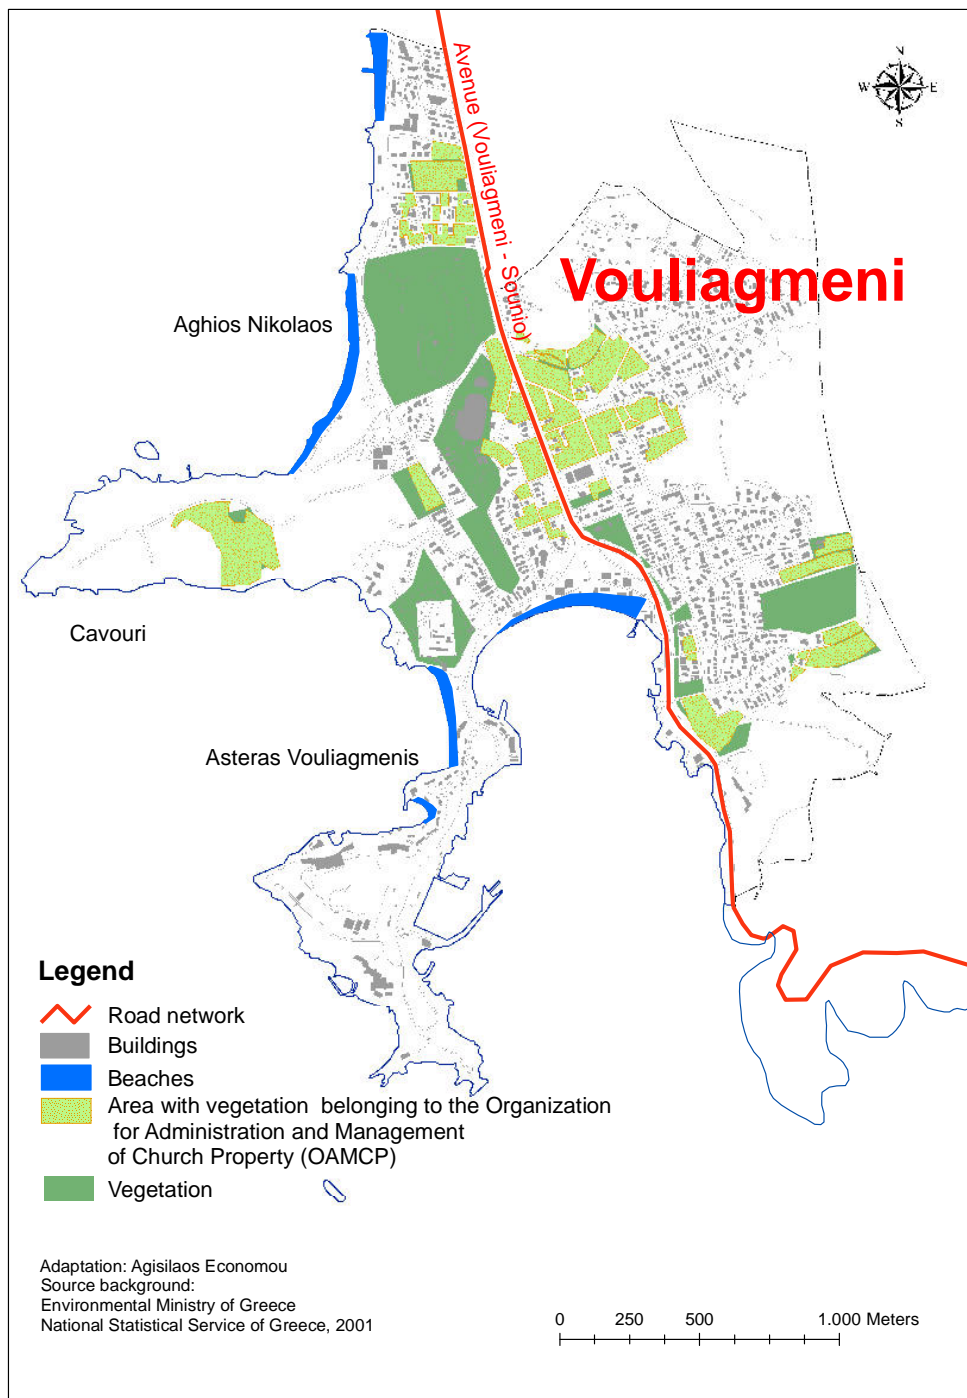 N
W E
S
Avenue (Vouliagmeni - Sounio)
Vouliagmeni
Aghios Nikolaos
Cavouri
Asteras Vouliagmenis
Legend
Road network
Buildings
Beaches
Area with vegetation belonging to the Organization
for Administration and Management
of Church Property (OAMCP)
Vegetation
Adaptation: Agisilaos Economou
Source background:
Environmental Ministry of Greece
National Statistical Service of Greece, 2001
0 250 500 1.000 Meters